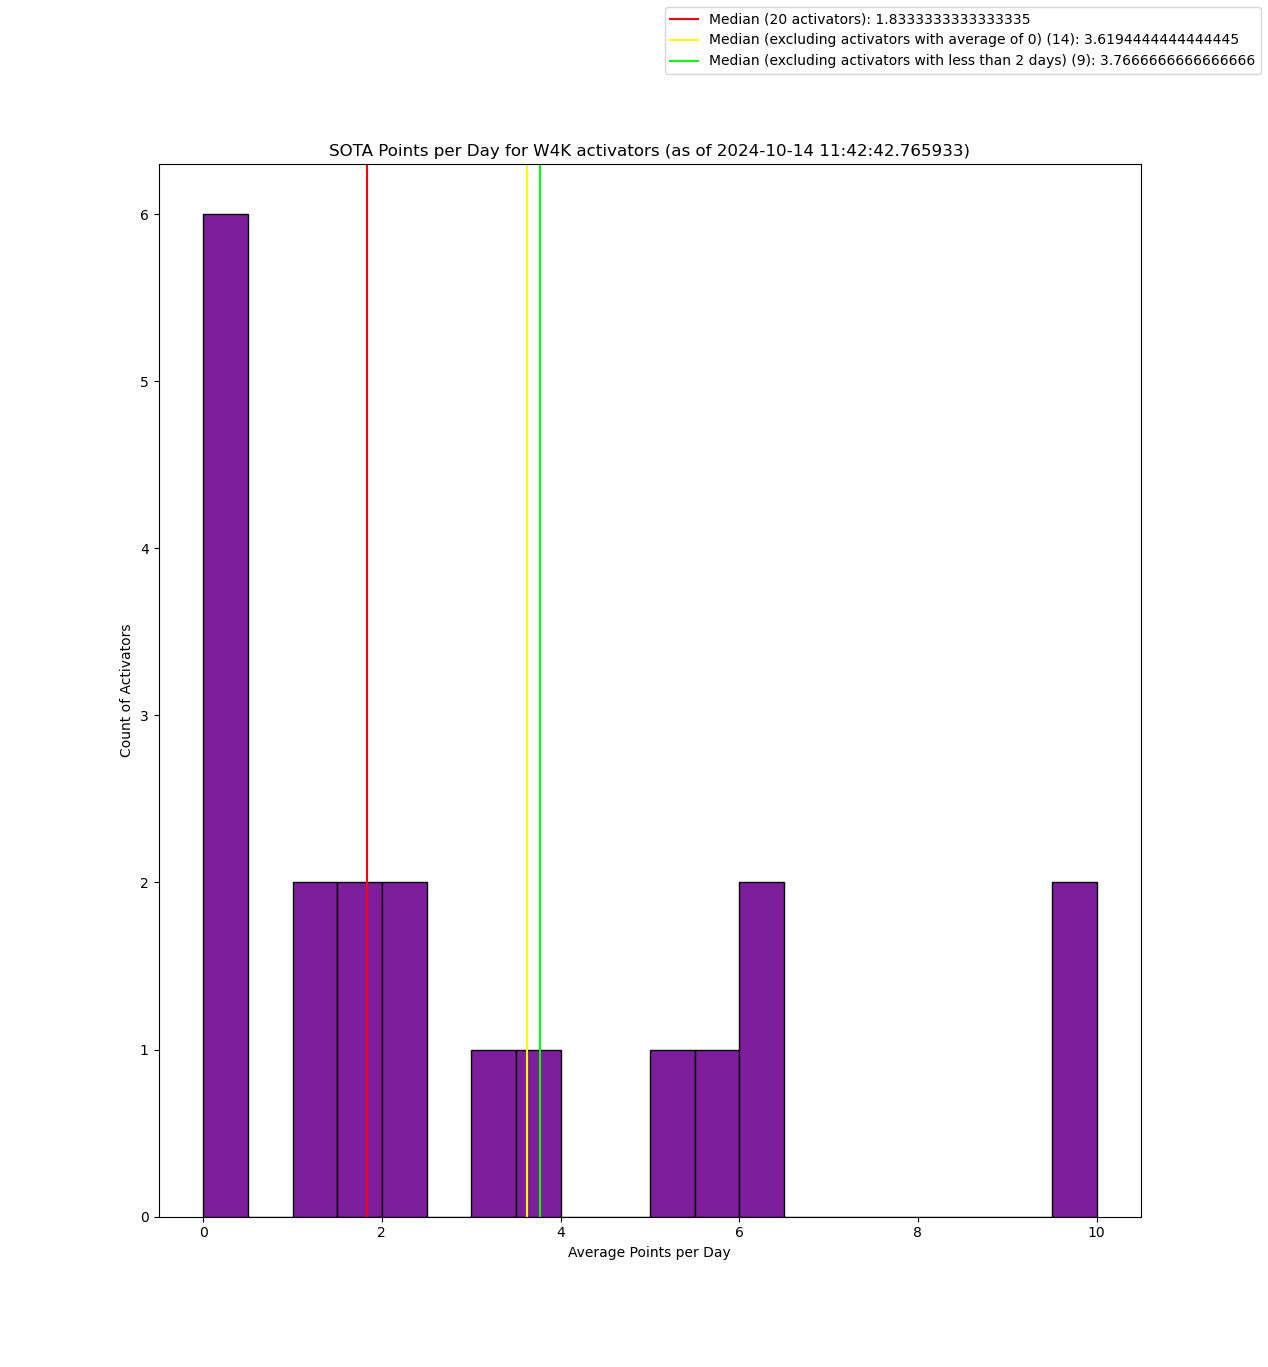 Median (20 activators): 1.8333333333333335
Median (excluding activators with average of 0) (14): 3.6194444444444445
Median (excluding activators with less than 2 days) (9): 3.7666666666666666
SOTA Points per Day for W4K activators (as of 2024-10-14 11:42:42.765933)
6
5
4
3
2
1
0
Count of Activators
0 2 4 6 8 10
Average Points per Day